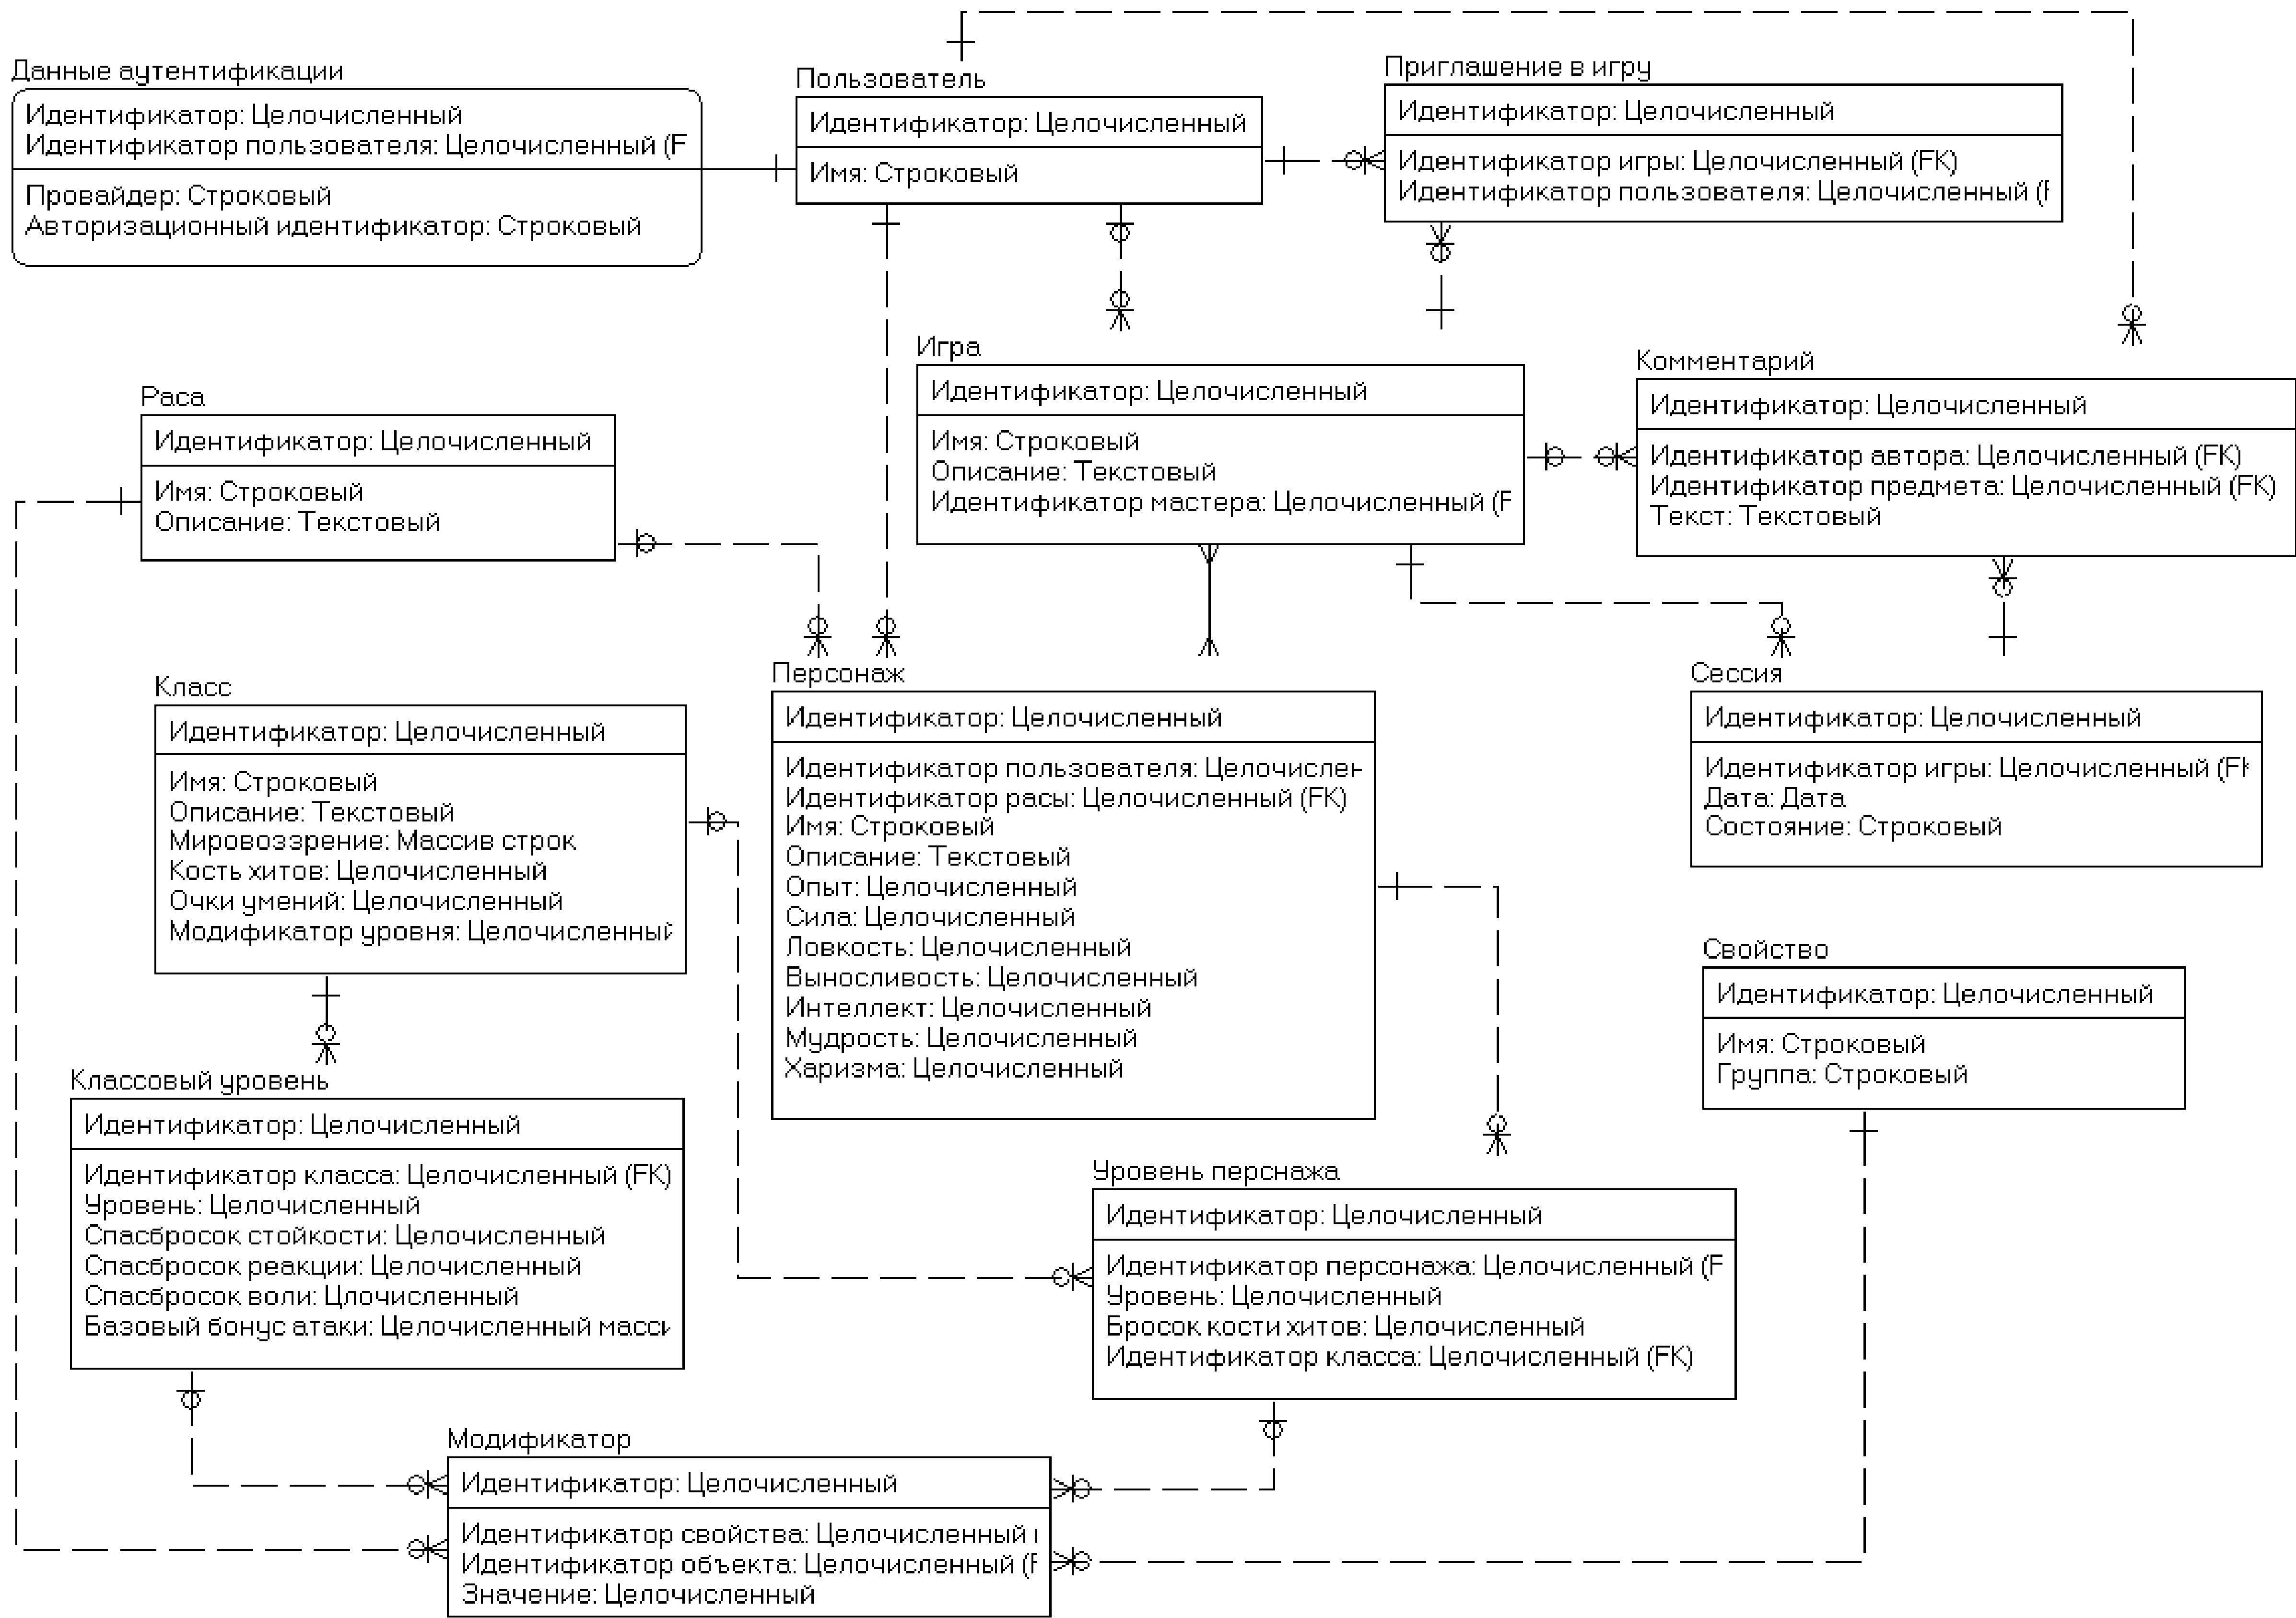 Данные аутентификации
Идентификатор: Целочисленный
Идентификатор пользователя: Целочисленный (F
Провайдер: Строковый
Авторизационный идентификатор: Строковый
Пользователь
Идентификатор: Целочисленный
Имя: Строковый
Приглашение в игру
Идентификатор: Целочисленный
Идентификатор игры: Целочисленный (FK)
Идентификатор пользователя: Целочисленный (F
Игра
Идентификатор: Целочисленный
Имя: Строковый
Описание: Текстовый
Идентификатор мастера: Целочисленный (F
Комментарий
Идентификатор: Целочисленный
Идентификатор автора: Целочисленный (FK)
Идентификатор предмета: Целочисленный (FK)
Текст: Текстовый
Раса
Идентификатор: Целочисленный
Имя: Строковый
Описание: Текстовый
Класс
Идентификатор: Целочисленный
Имя: Строковый
Описание: Текстовый
Мировоззрение: Массив строк
Кость хитов: Целочисленный
Очки умений: Целочисленный
Модификатор уровня: Целочисленный
Персонаж
Идентификатор: Целочисленный
Идентификатор пользователя: Целочислен
Идентификатор расы: Целочисленный (FK)
Имя: Строковый
Описание: Текстовый
Опыт: Целочисленный
Сила: Целочисленный
Ловкость: Целочисленный
Выносливость: Целочисленный
Интеллект: Целочисленный
Мудрость: Целочисленный
Харизма: Целочисленный
Сессия
Идентификатор: Целочисленный
Идентификатор игры: Целочисленный (FK
Дата: Дата
Состояние: Строковый
Свойство
Идентификатор: Целочисленный
Имя: Строковый
Группа: Строковый
Классовый уровень
Идентификатор: Целочисленный
Идентификатор класса: Целочисленный (FK)
Уровень: Целочисленный
Спасбросок стойкости: Целочисленный
Спасбросок реакции: Целочисленный
Спасбросок воли: Цлочисленный
Базовый бонус атаки: Целочисленный масси
Уровень перснажа
Идентификатор: Целочисленный
Идентификатор персонажа: Целочисленный (F
Уровень: Целочисленный
Бросок кости хитов: Целочисленный
Идентификатор класса: Целочисленный (FK)
Модификатор
Идентификатор: Целочисленный
Идентификатор свойства: Целочисленный (
Идентификатор объекта: Целочисленный (F
Значение: Целочисленный